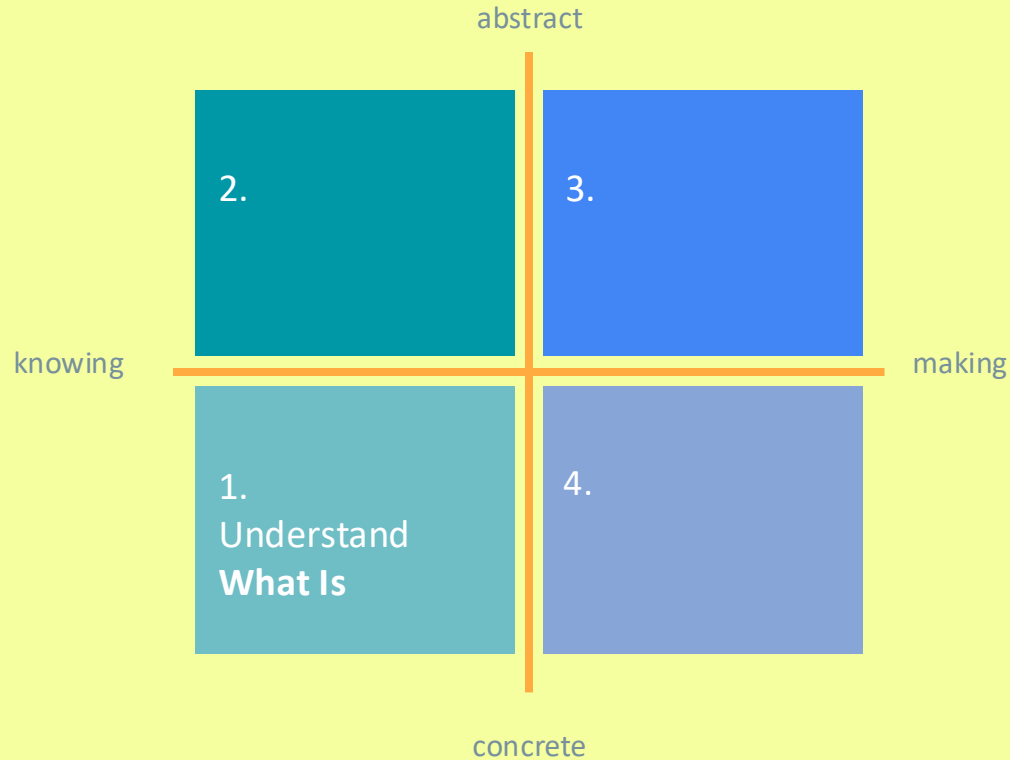 abstract
2.
3.
knowing
making
1.
Understand
What Is
4.
concrete